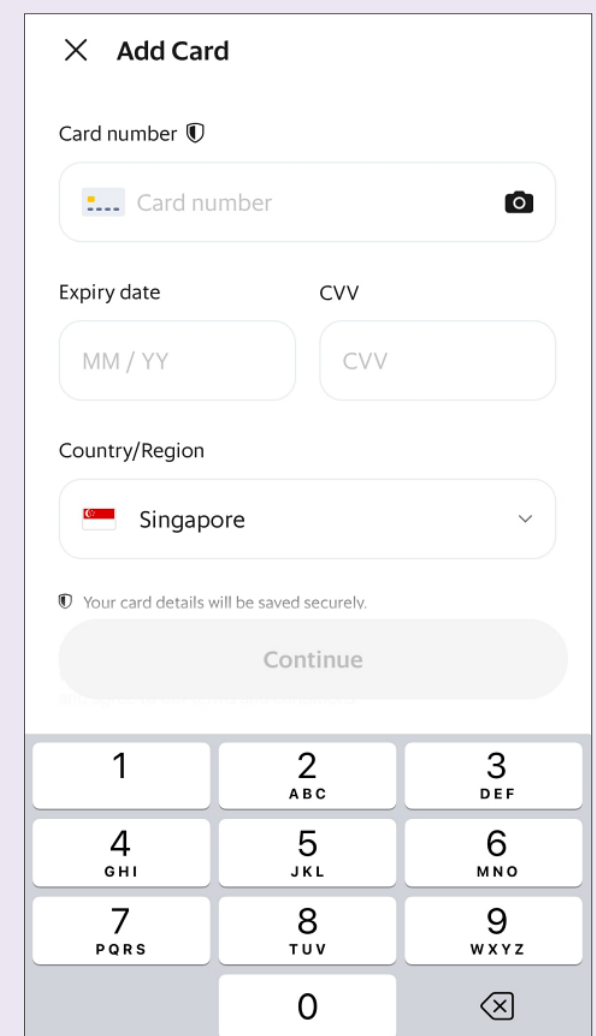 Add Card
Card number
Card number
Expiry date CVV
MM / YY CVV
Country/Region
Singapore
Your card details will be saved securely.
Continue
1 2 3
ABC DEF
4 5 6
GHI JKL MNO
7 8 9
PQRS TUV WXYZ
0